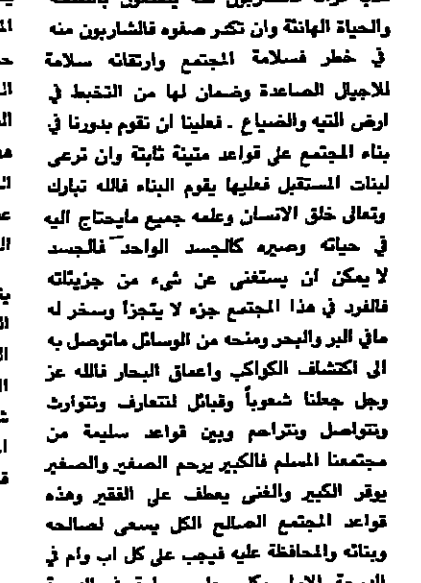 والحياة الهانئة وان تكدر صفوه فالشاربون منه
في خطر فسلامة المجتمع وارتقائه سلامة
للاجيال الصاعدة وضمان لها من التخبط في
ارض التيه والضياع . فعلينا ان نقوم بدورنا في
بناء المجتمع على قواعد متينة ثابتة وان نرعى
لبنات المستقبل فعليها يقوم البناء فالله تبارك
وتعالى خلق الانسان وعلمه جميع مايحتاج اليه
في حياته وصيره كالجسد الواحد فالجسد
لا يمكن ان يستغنى عن شيء من جزيئاته
فالفرد في هذا المجتمع جزء لا يتجزأ وسخر له
مافي البر والبحر ومنحه من الوسائل ماتوصل به
الى اكتشاف الكواكب واعماق البحار فالله عز
وجل جعلنا شعوباً وقبائل لنتعارف ونتوارث
ونتواصل ونتراحم ويبن قواعد سليمة من
مجتمعنا المسلم فالكبير يرحم الصغير والصغير
يوقر الكبير والغنى يعطف على الفقير وهذه
قواعد المجتمع الصالح الكل يسعى لصالحه
وبنائه والمحافظة عليه فيجب على كل اب وام في